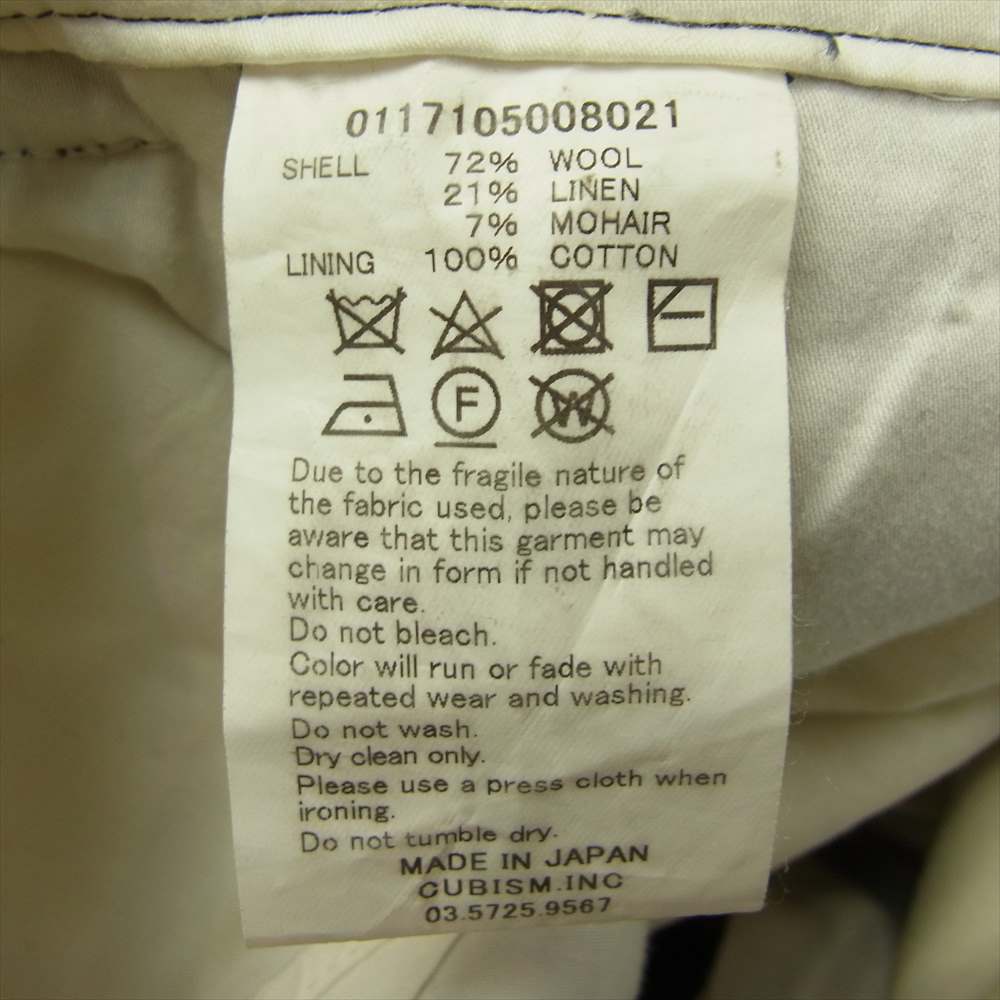 0117105008021
SHELL 72% WOOL
21% LINEN
7% MOHAIR
LINING 100% COTTON
F W
Due to the fragile nature of
the fabric used, please be
aware that this garment may
change in form if not handled
with care.
Do not bleach.
Color will run or fade with
repeated wear and washing.
Do not wash.
Dry clean only.
Please use a press cloth when
ironing.
Do not tumble dry.
MADE IN JAPAN
CUBISM.INC
03.5725.9567